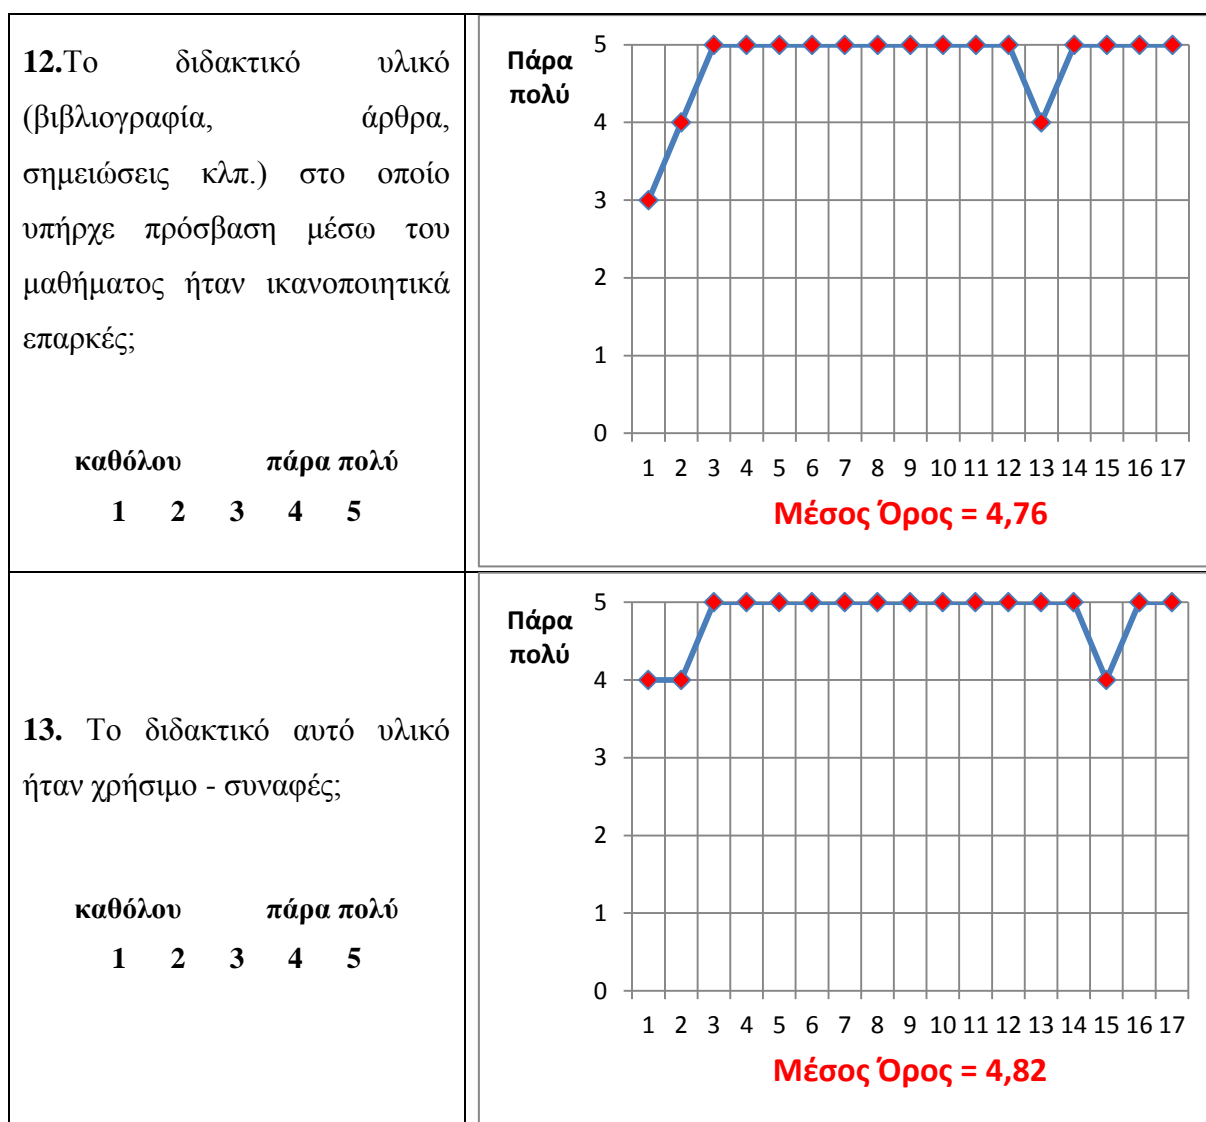 12.Το διδακτικό υλικό
(βιβλιογραφία, άρθρα,
σημειώσεις κλπ.) στο οποίο
υπήρχε πρόσβαση μέσω του
μαθήματος ήταν ικανοποιητικά
επαρκές;
καθόλου πάρα πολύ
1 2 3 4 5
Πάρα
πολύ
5
4
3
2
1
0
1 2 3 4 5 6 7 8 9 10 11 12 13 14 15 16 17
Μέσος Όρος = 4,76
13. Το διδακτικό αυτό υλικό
ήταν χρήσιμο - συναφές;
καθόλου πάρα πολύ
1 2 3 4 5
Πάρα
πολύ
5
4
3
2
1
0
1 2 3 4 5 6 7 8 9 10 11 12 13 14 15 16 17
Μέσος Όρος = 4,82